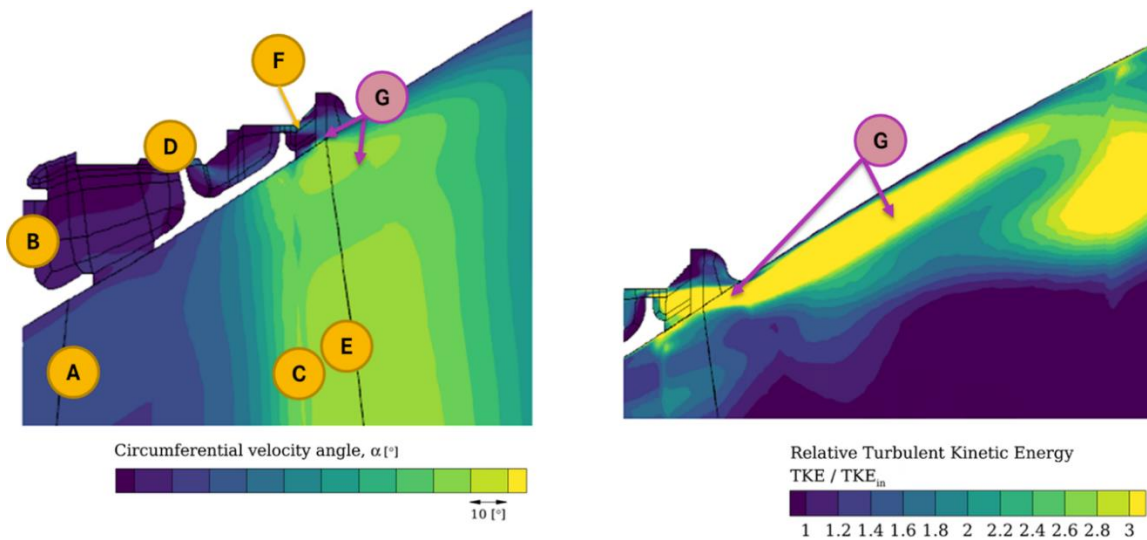 F
G
D
B
A
C
E
G
Circumferential velocity angle, α [°]
10 [°]
Relative Turbulent Kinetic Energy
TKE / TKEin
1 1.2 1.4 1.6 1.8 2 2.2 2.4 2.6 2.8 3